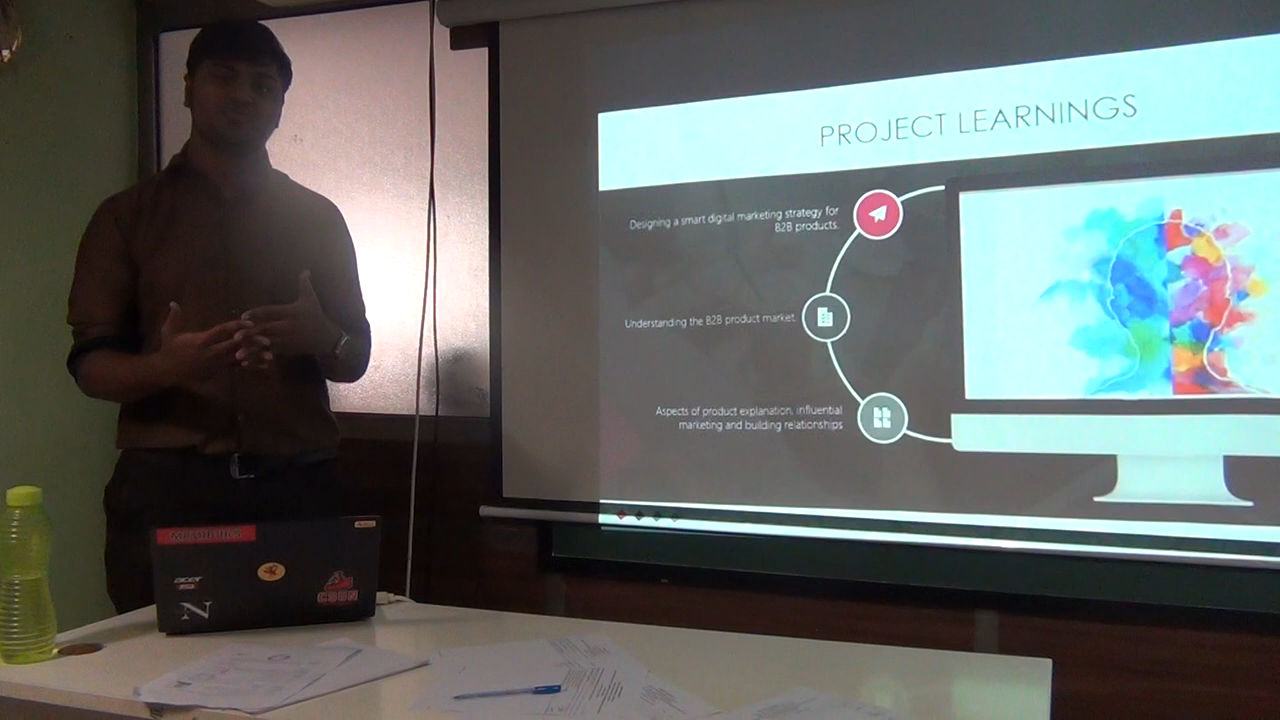 PROJECT LEARNINGS
Designing a smart digital marketing strategy for
B2B products.
Understanding the B2B product market.
Aspects of product explanation, influential
marketing and building relationships
acer
N
CSUN